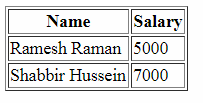 Name Salary
Ramesh Raman 5000
Shabbir Hussein 7000